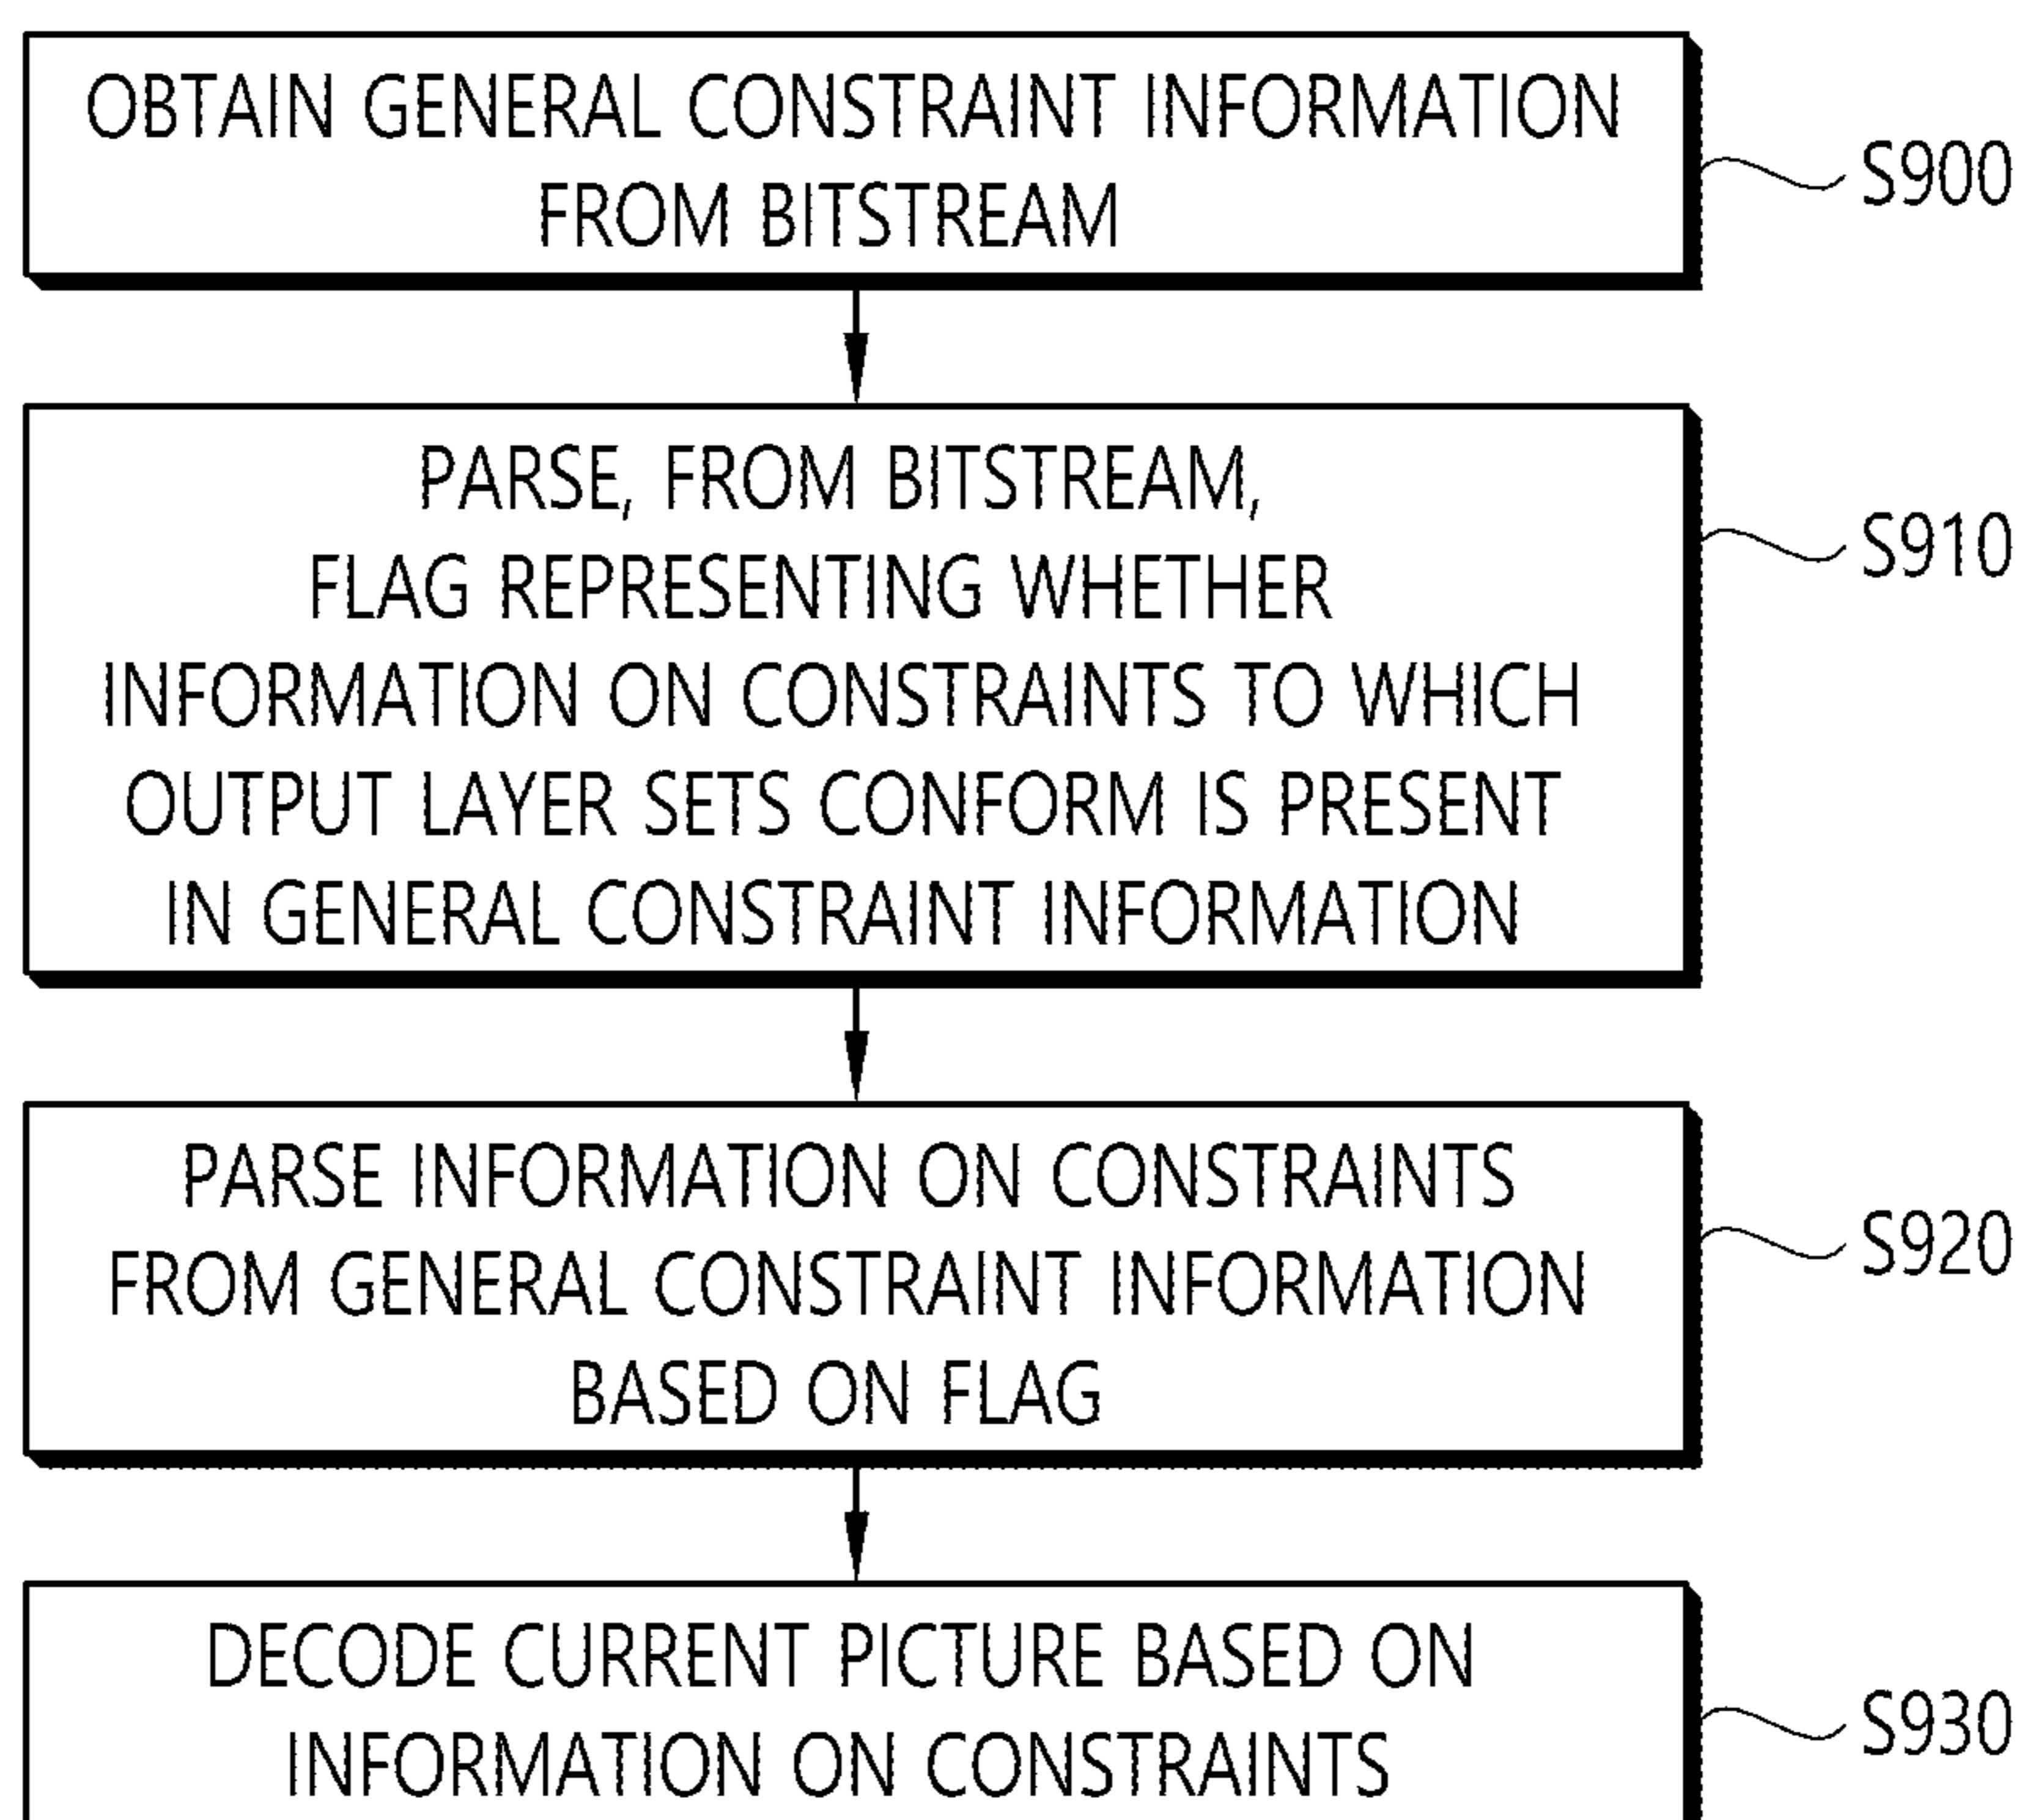 OBTAIN GENERAL CONSTRAINT INFORMATION
FROM BITSTREAM
S900
PARSE, FROM BITSTREAM,
FLAG REPRESENTING WHETHER
INFORMATION ON CONSTRAINTS TO WHICH
OUTPUT LAYER SETS CONFORM IS PRESENT
IN GENERAL CONSTRAINT INFORMATION
S910
PARSE INFORMATION ON CONSTRAINTS
FROM GENERAL CONSTRAINT INFORMATION
BASED ON FLAG
S920
DECODE CURRENT PICTURE BASED ON
INFORMATION ON CONSTRAINTS
S930